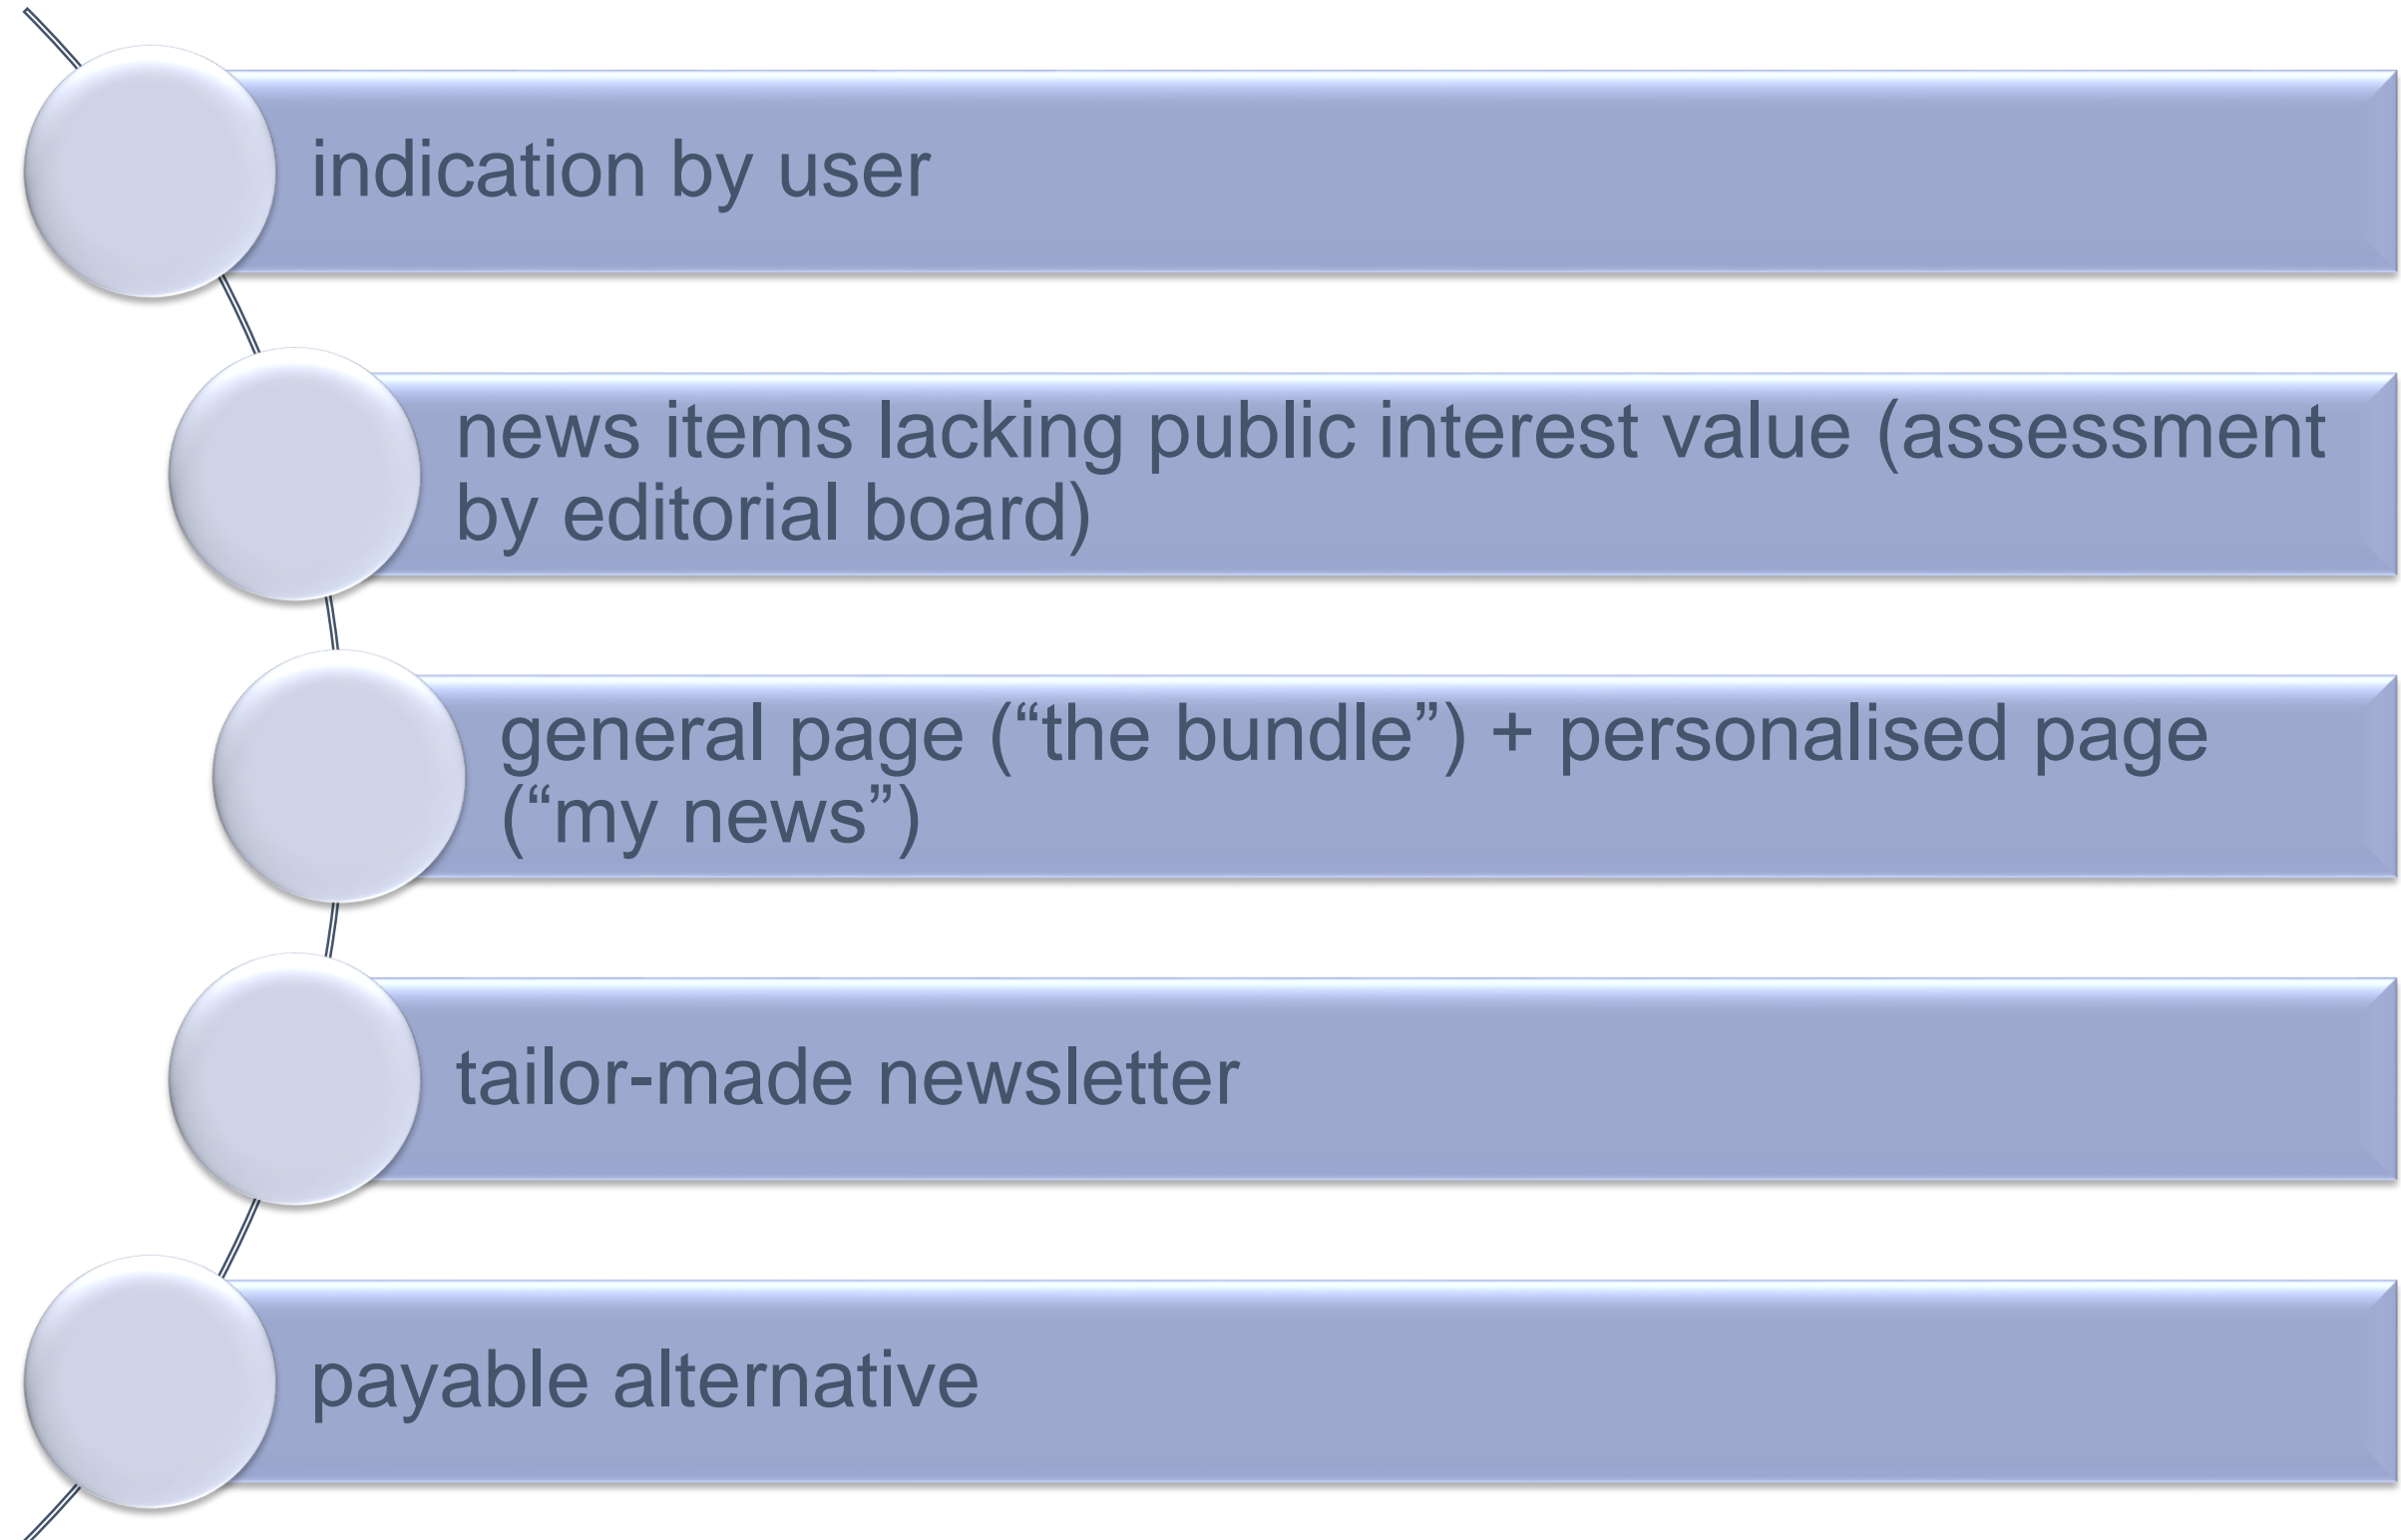 indication by user
news items lacking public interest value (assessment
by editorial board)
general page (“the bundle”) + personalised page
(“my news”)
tailor-made newsletter
payable alternative